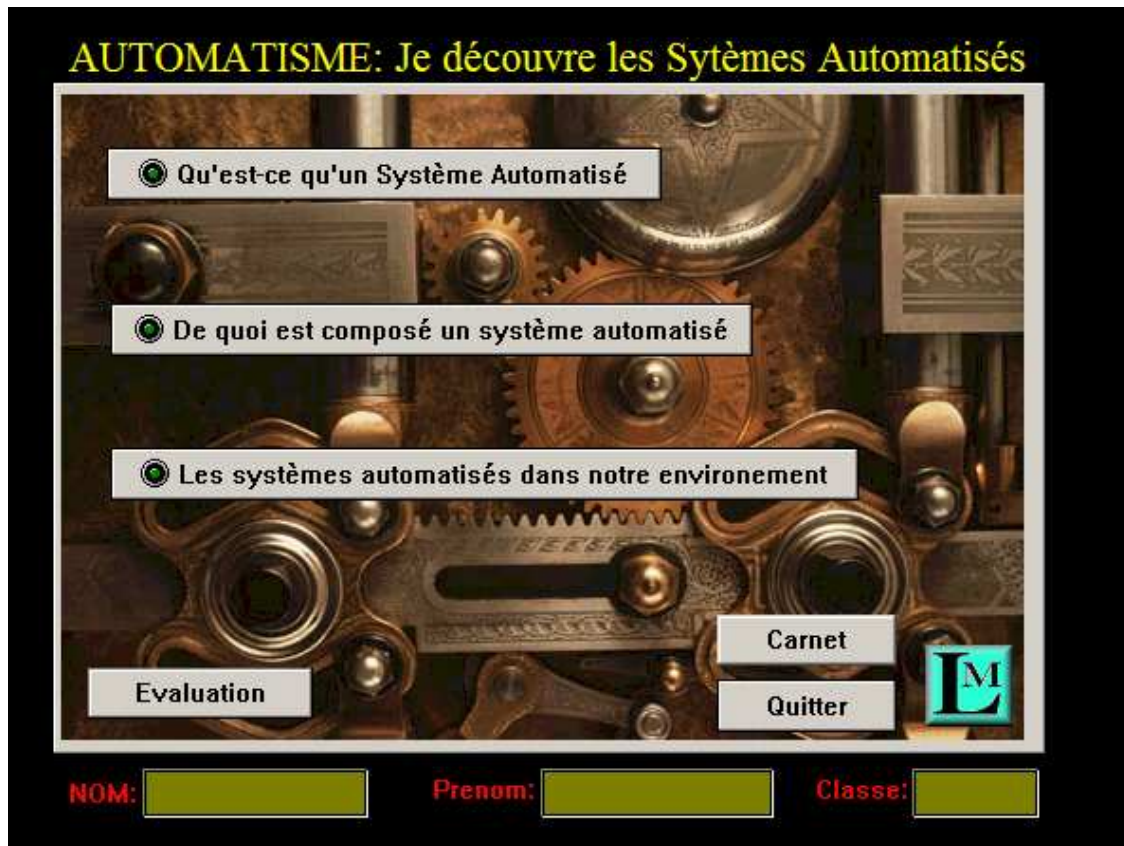 AUTOMATISME: Je découvre les Sytèmes Automatisés
Qu'est-ce qu'un Système Automatisé
De quoi est composé un système automatisé
Les systèmes automatisés dans notre environement
Carnet
Evaluation
Quitter
LM
NOM:
Prenom:
Classe: